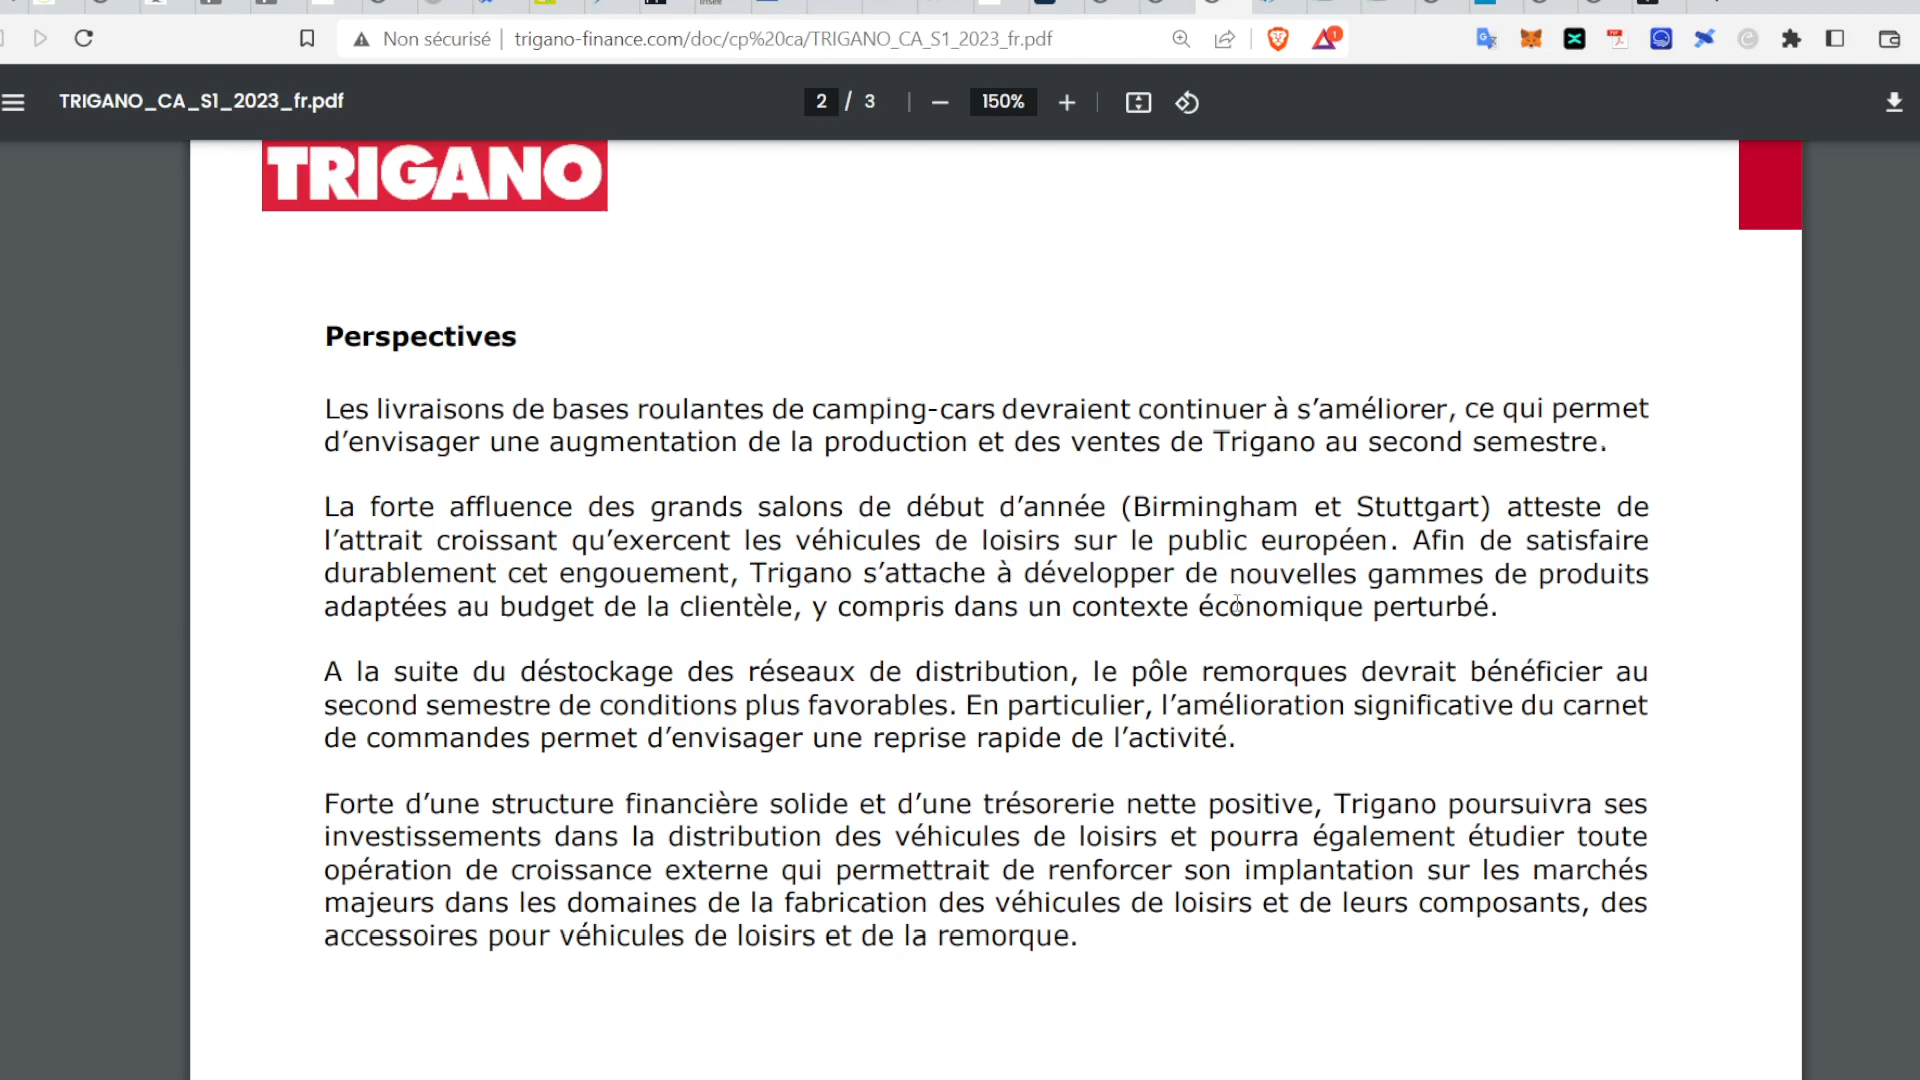 Non sécurisé | trigano-finance.com/doc/cp%20ca/TRIGANO_CA_S1_2023_fr.pdf
TRIGANO_CA_S1_2023_fr.pdf 2 / 3 150%
TRIGANO
Perspectives
Les livraisons de bases roulantes de camping-cars devraient continuer à s’améliorer, ce qui permet
d’envisager une augmentation de la production et des ventes de Trigano au second semestre.
La forte affluence des grands salons de début d’année (Birmingham et Stuttgart) atteste de
l’attrait croissant qu’exercent les véhicules de loisirs sur le public européen. Afin de satisfaire
durablement cet engouement, Trigano s’attache à développer de nouvelles gammes de produits
adaptées au budget de la clientèle, y compris dans un contexte économique perturbé.
A la suite du déstockage des réseaux de distribution, le pôle remorques devrait bénéficier au
second semestre de conditions plus favorables. En particulier, l’amélioration significative du carnet
de commandes permet d’envisager une reprise rapide de l’activité.
Forte d’une structure financière solide et d’une trésorerie nette positive, Trigano poursuivra ses
investissements dans la distribution des véhicules de loisirs et pourra également étudier toute
opération de croissance externe qui permettrait de renforcer son implantation sur les marchés
majeurs dans les domaines de la fabrication des véhicules de loisirs et de leurs composants, des
accessoires pour véhicules de loisirs et de la remorque.